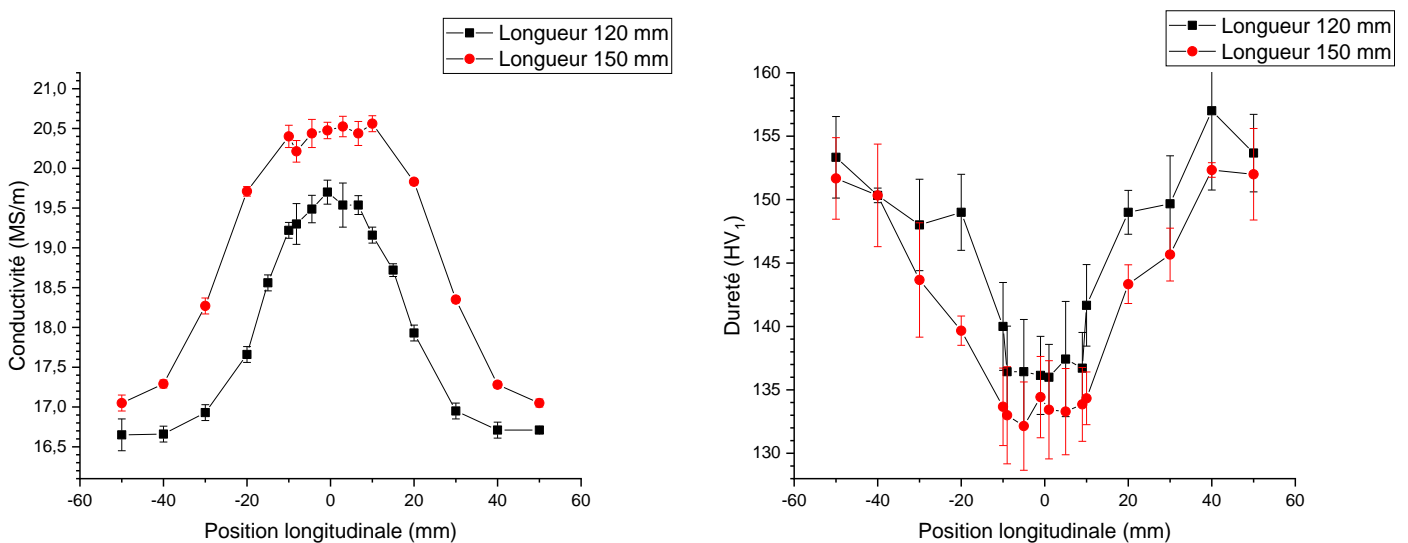 Longueur 120 mm
Longueur 150 mm
21,0
20,5
20,0
19,5
19,0
18,5
18,0
17,5
17,0
16,5
Conductivité (MS/m)
-60 -40 -20 0 20 40 60
Position longitudinale (mm)
Longueur 120 mm
Longueur 150 mm
160
155
150
145
140
135
130
Dureté (HV1)
-60 -40 -20 0 20 40 60
Position longitudinale (mm)